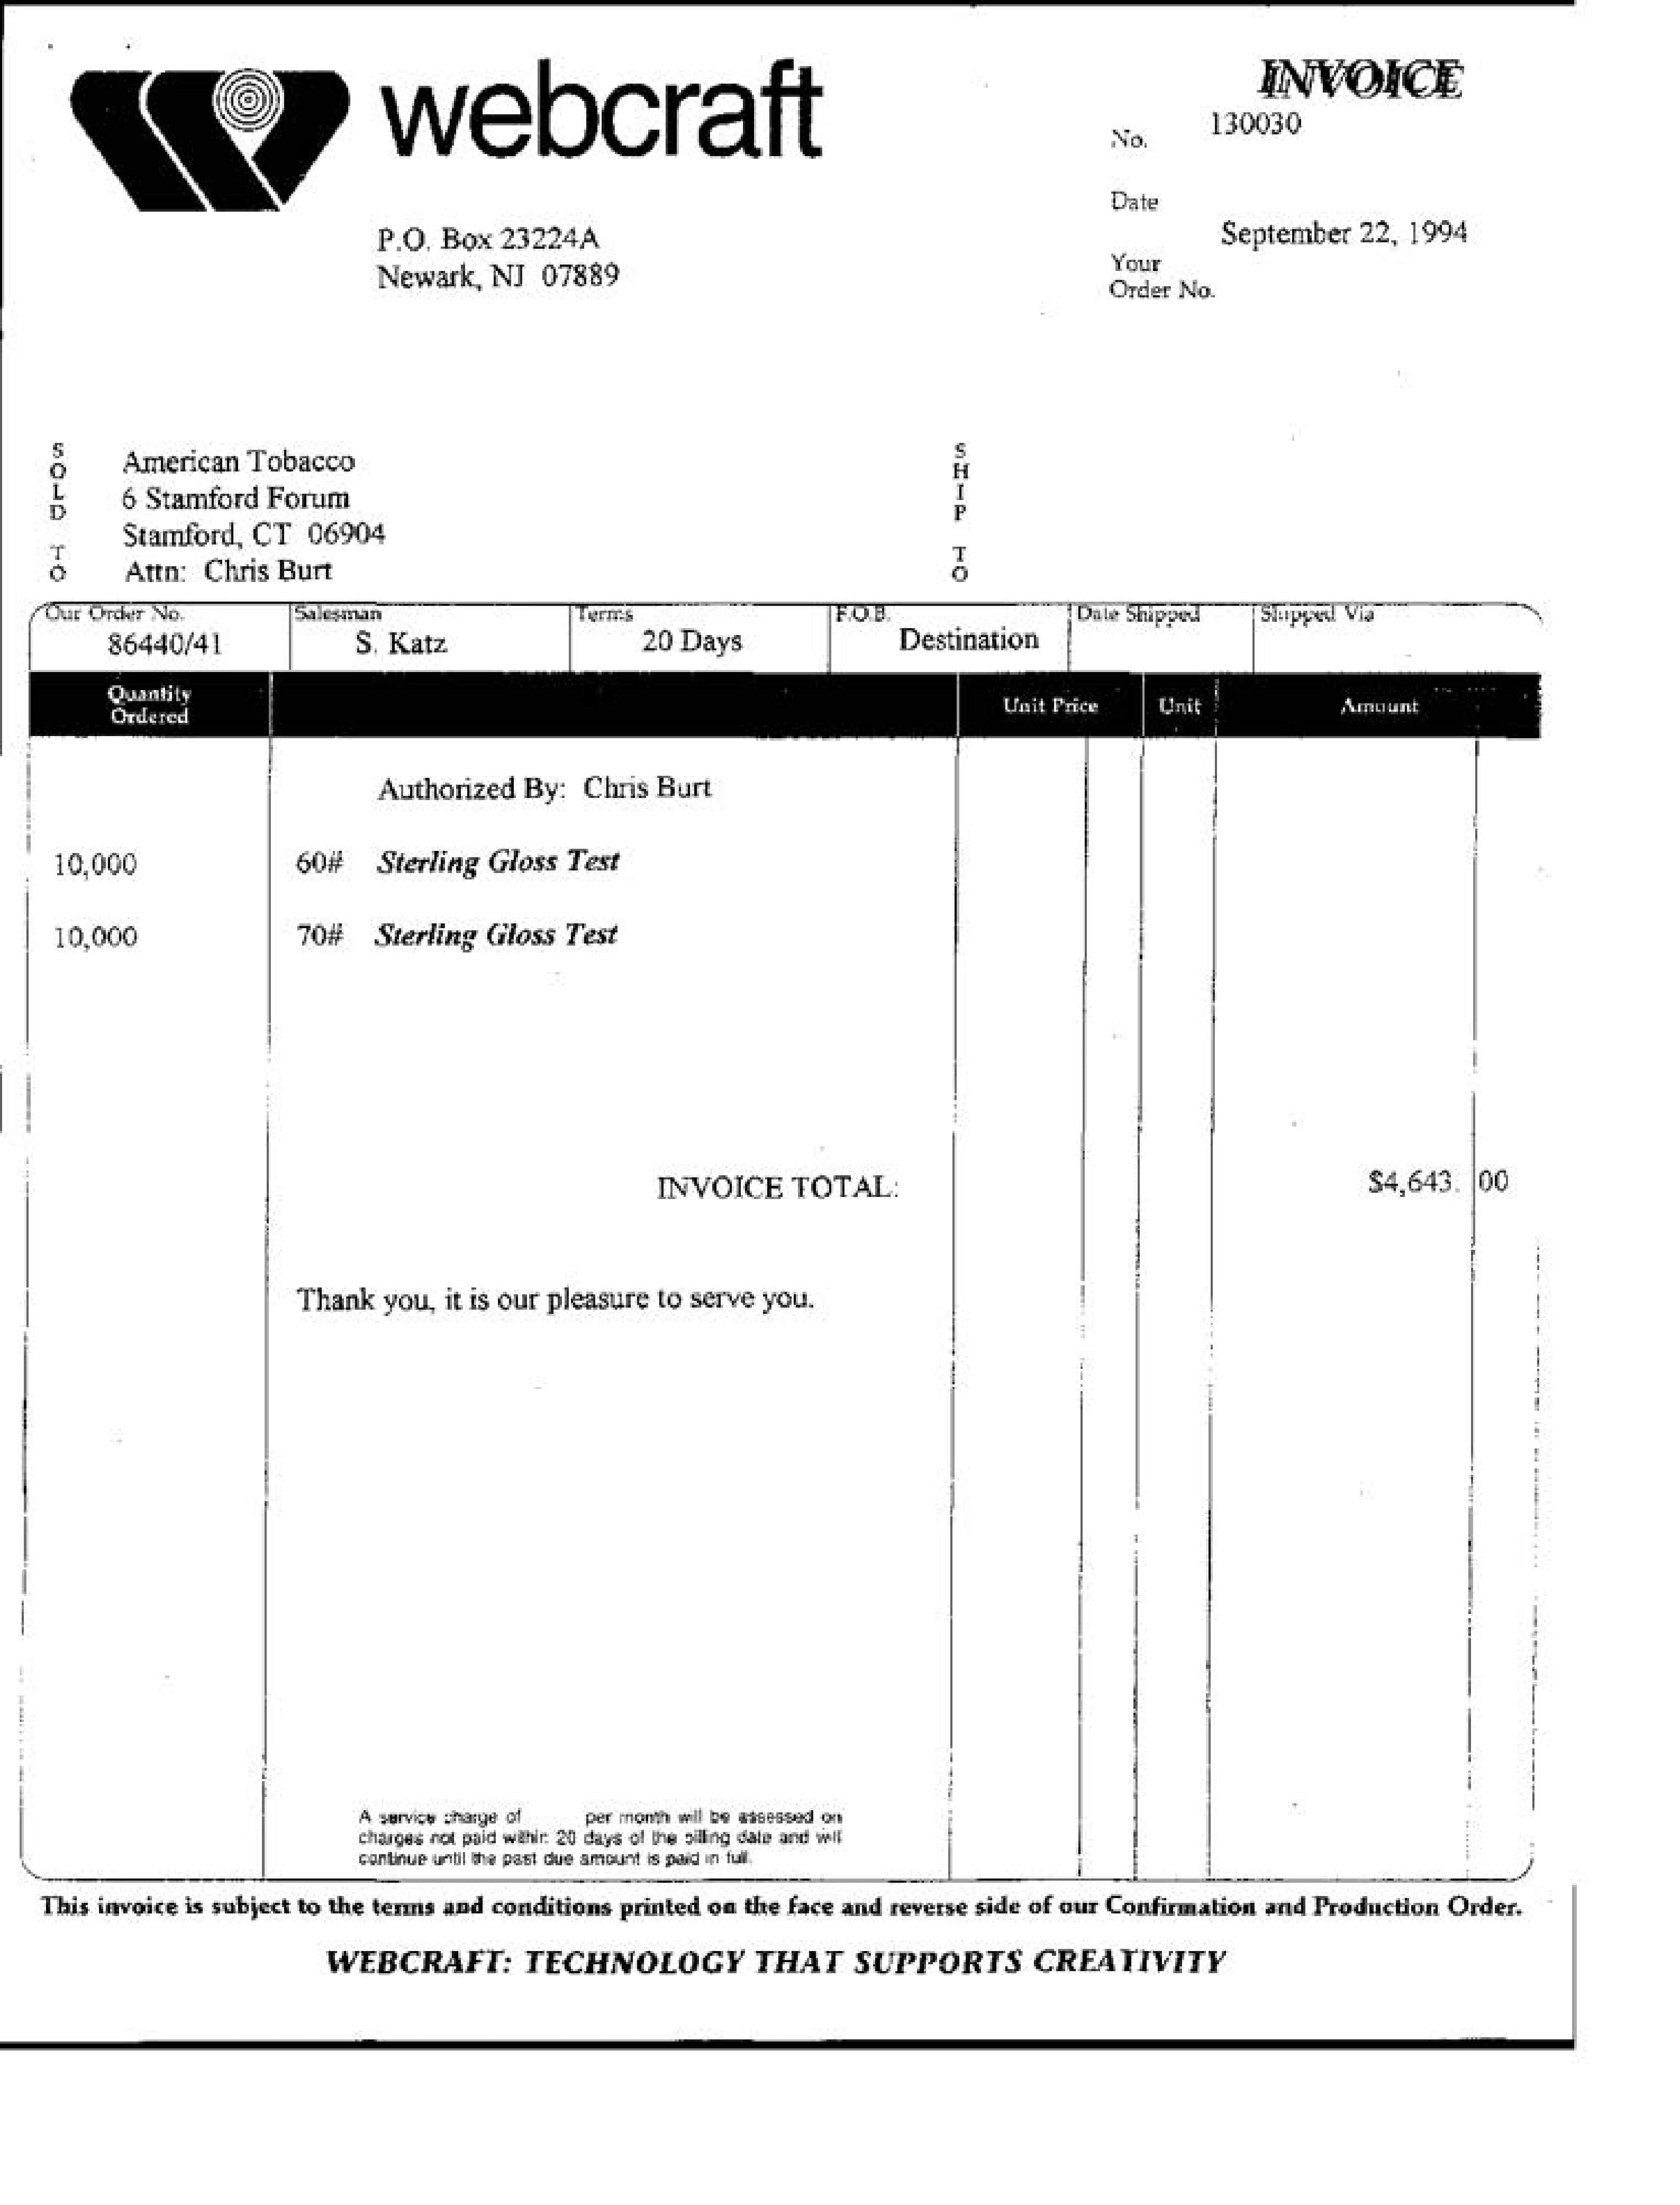 webcraft
INVOICE
No. 130030
P.O. Box 23224A
Newark, NJ 07889
Date
September 22, 1994
Your
Order No.
SOLD TO
American Tobacco
6 Stamford Forum
Stamford, CT 06904
Attn: Chris Burt
SHIP TO
Our Order No. Salesman Terms F.O.B. Date Shipped Shipped Via
86440/41 S. Katz 20 Days Destination
Quantity
Ordered Unit Price Unit Amount
Authorized By: Chris Burt
10,000 60# Sterling Gloss Test
10,000 70# Sterling Gloss Test
INVOICE TOTAL: $4,643. 00
Thank you, it is our pleasure to serve you.
A service charge of per month will be assessed on
charges not paid within 20 days of the billing date and will
continue until the past due amount is paid in full.
This invoice is subject to the terms and conditions printed on the face and reverse side of our Confirmation and Production Order.
WEBCRAFT: TECHNOLOGY THAT SUPPORTS CREATIVITY